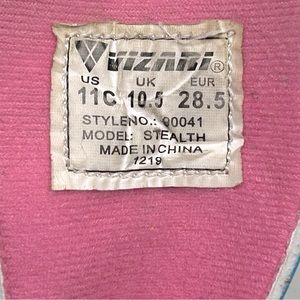 VIZARI®
US UK EUR
11C 10.5 28.5
STYLENO.: 90041
MODEL: STEALTH
MADE IN CHINA
1219